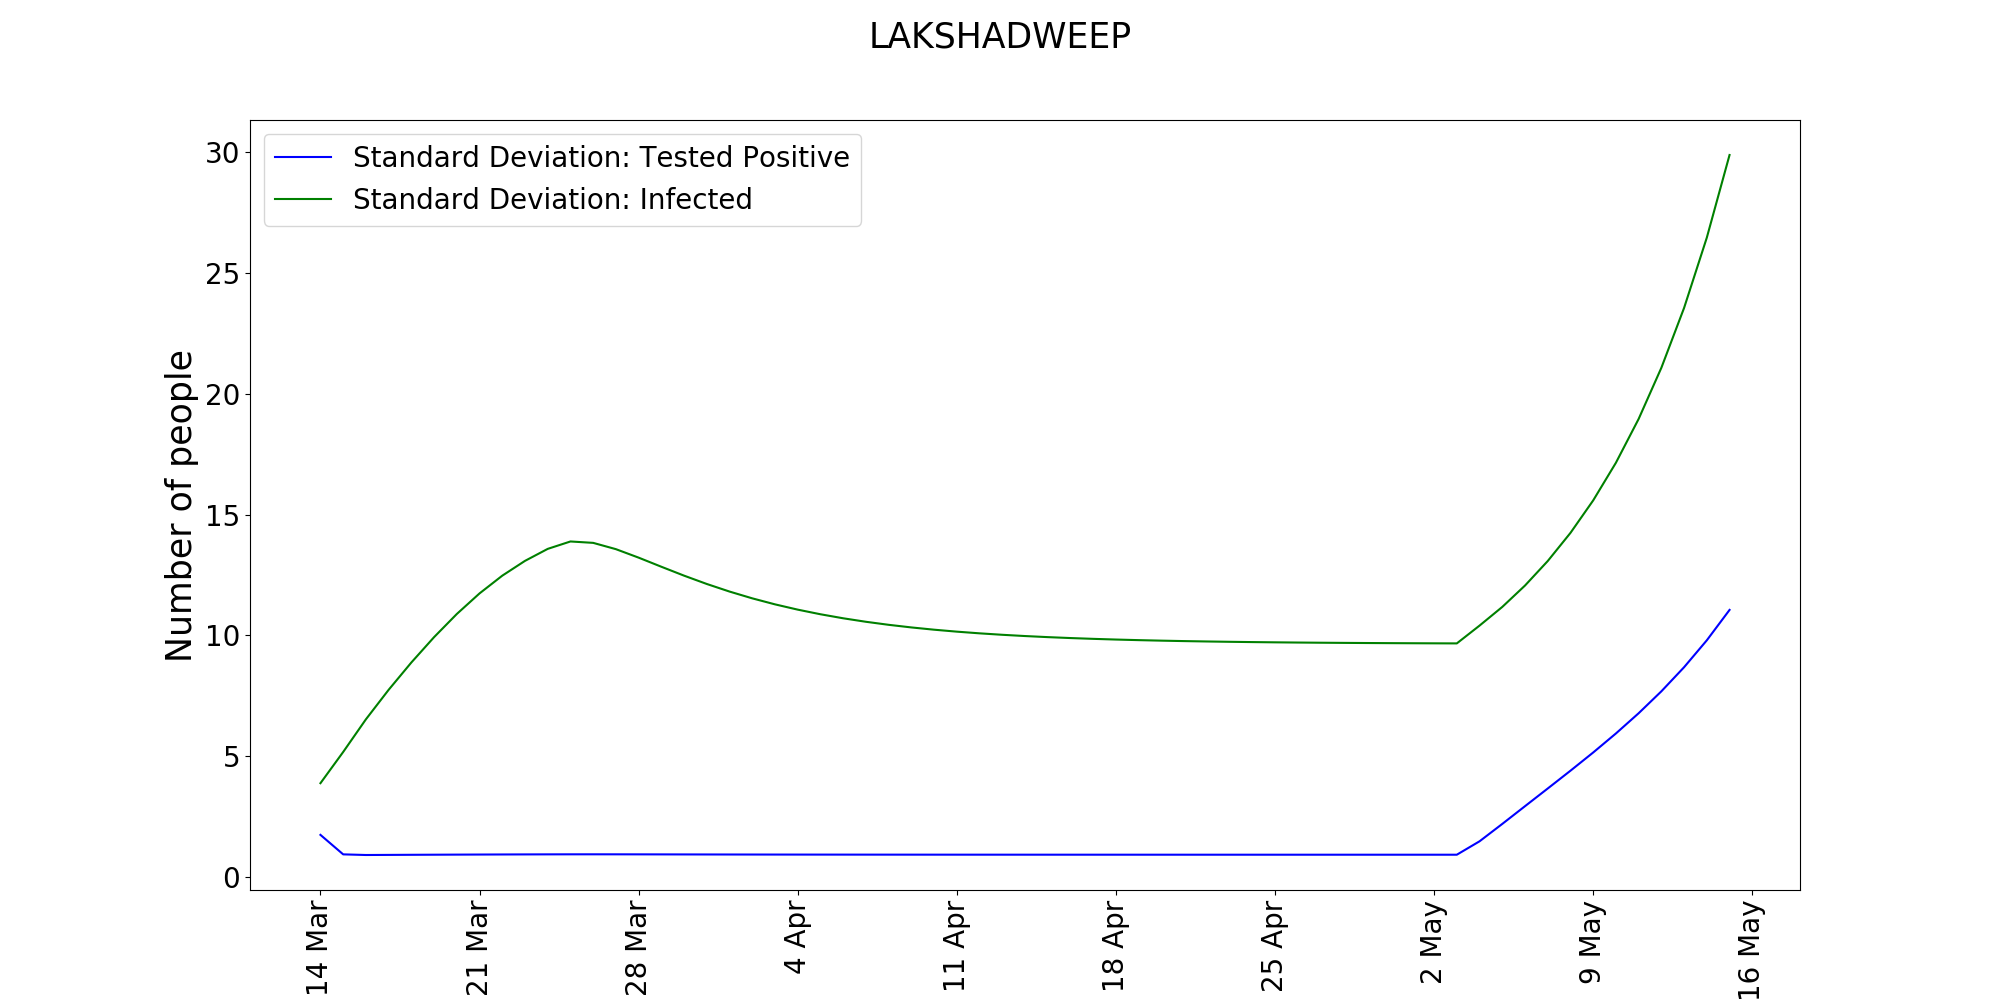 LAKSHADWEEP
Standard Deviation: Tested Positive
Standard Deviation: Infected
Number of people
30
25
20
15
10
5
0
14 Mar
21 Mar
28 Mar
4 Apr
11 Apr
18 Apr
25 Apr
2 May
9 May
16 May